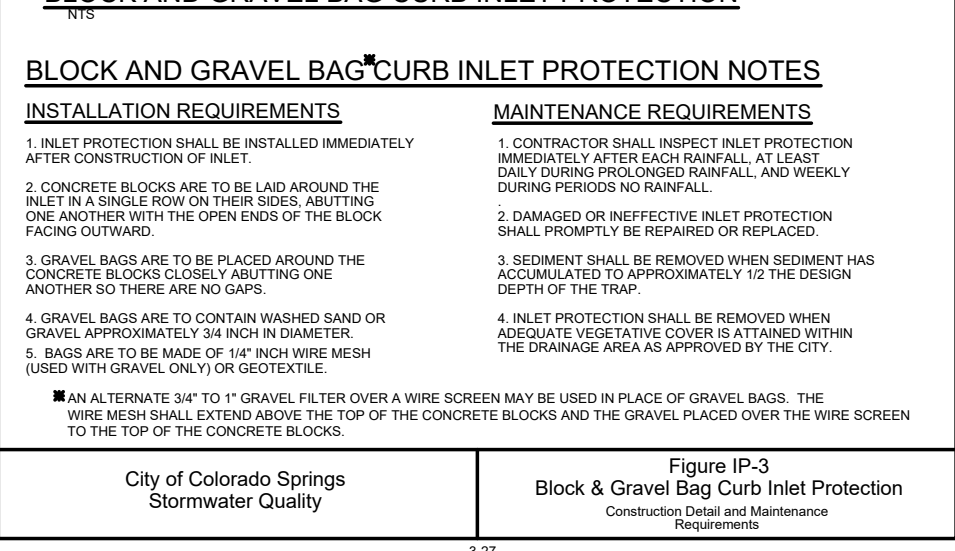 BLOCK AND GRAVEL BAG CURB INLET PROTECTION
NTS
BLOCK AND GRAVEL BAG※CURB INLET PROTECTION NOTES
INSTALLATION REQUIREMENTS
1. INLET PROTECTION SHALL BE INSTALLED IMMEDIATELY
AFTER CONSTRUCTION OF INLET.
2. CONCRETE BLOCKS ARE TO BE LAID AROUND THE
INLET IN A SINGLE ROW ON THEIR SIDES, ABUTTING
ONE ANOTHER WITH THE OPEN ENDS OF THE BLOCK
FACING OUTWARD.
3. GRAVEL BAGS ARE TO BE PLACED AROUND THE
CONCRETE BLOCKS CLOSELY ABUTTING ONE
ANOTHER SO THERE ARE NO GAPS.
4. GRAVEL BAGS ARE TO CONTAIN WASHED SAND OR
GRAVEL APPROXIMATELY 3/4 INCH IN DIAMETER.
5. BAGS ARE TO BE MADE OF 1/4" INCH WIRE MESH
(USED WITH GRAVEL ONLY) OR GEOTEXTILE.
MAINTENANCE REQUIREMENTS
1. CONTRACTOR SHALL INSPECT INLET PROTECTION
IMMEDIATELY AFTER EACH RAINFALL, AT LEAST
DAILY DURING PROLONGED RAINFALL, AND WEEKLY
DURING PERIODS NO RAINFALL.
.
2. DAMAGED OR INEFFECTIVE INLET PROTECTION
SHALL PROMPTLY BE REPAIRED OR REPLACED.
3. SEDIMENT SHALL BE REMOVED WHEN SEDIMENT HAS
ACCUMULATED TO APPROXIMATELY 1/2 THE DESIGN
DEPTH OF THE TRAP.
4. INLET PROTECTION SHALL BE REMOVED WHEN
ADEQUATE VEGETATIVE COVER IS ATTAINED WITHIN
THE DRAINAGE AREA AS APPROVED BY THE CITY.
※ AN ALTERNATE 3/4" TO 1" GRAVEL FILTER OVER A WIRE SCREEN MAY BE USED IN PLACE OF GRAVEL BAGS. THE
WIRE MESH SHALL EXTEND ABOVE THE TOP OF THE CONCRETE BLOCKS AND THE GRAVEL PLACED OVER THE WIRE SCREEN
TO THE TOP OF THE CONCRETE BLOCKS.
City of Colorado Springs
Stormwater Quality
Figure IP-3
Block & Gravel Bag Curb Inlet Protection
Construction Detail and Maintenance
Requirements
3-27